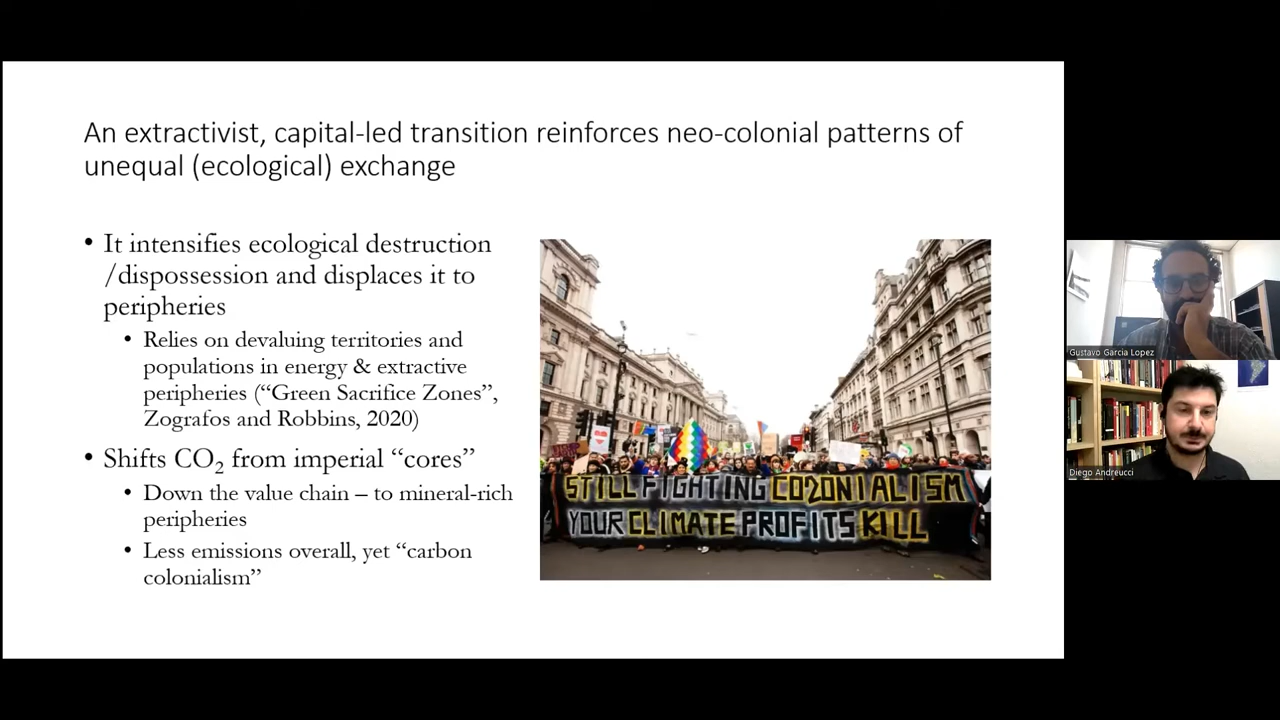 An extractivist, capital-led transition reinforces neo-colonial patterns of
unequal (ecological) exchange
• It intensifies ecological destruction
/dispossession and displaces it to
peripheries
• Relies on devaluing territories and
populations in energy & extractive
peripheries (“Green Sacrifice Zones”,
Zografos and Robbins, 2020)
• Shifts CO₂ from imperial “cores”
• Down the value chain – to mineral-rich
peripheries
• Less emissions overall, yet “carbon
colonialism”
STILL FIGHTING CO2ONIALISM
YOUR CLIMATE PROFITS KILL
Gustavo Garcia Lopez
Diego Andreucci